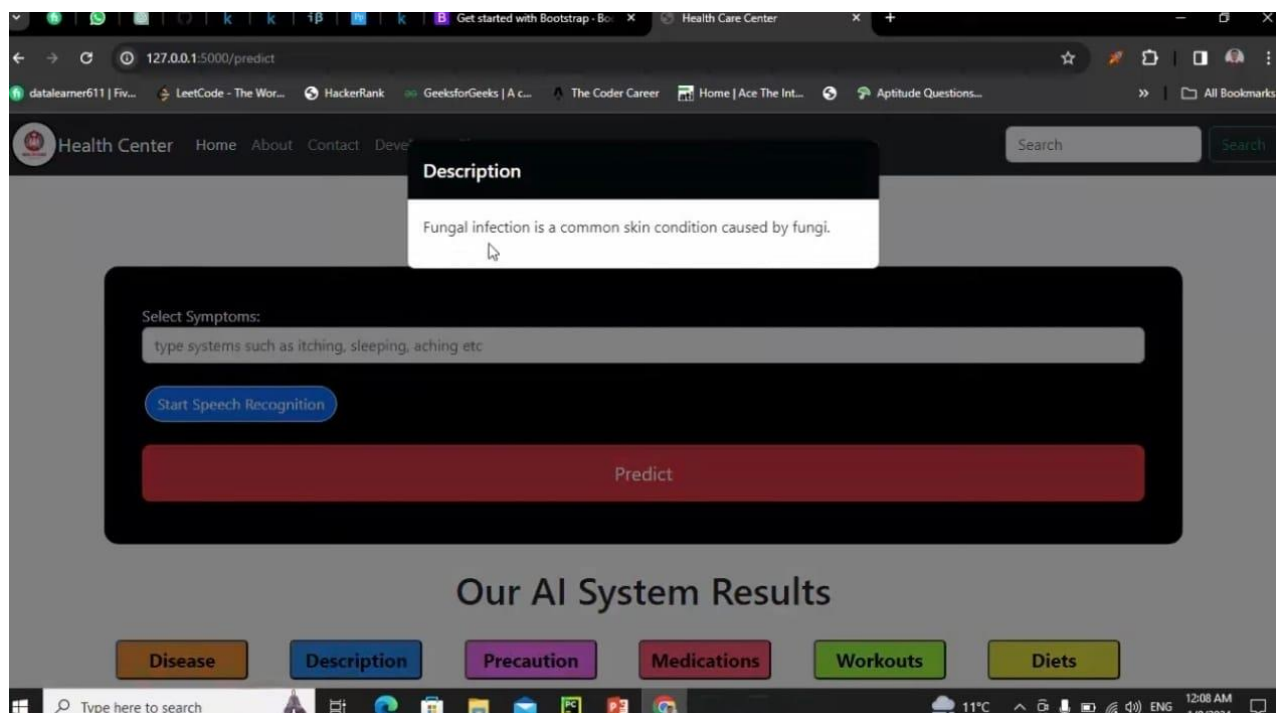 k k iβ k B Get started with Bootstrap · Bo × Health Care Center × +
127.0.0.1:5000/predict
datalearner611 | Fiv... LeetCode - The Wor... HackerRank GeeksforGeeks | A c... The Coder Career Home | Ace The Int... Aptitude Questions... » All Bookmarks
Health Center Home About Contact Search Search
Description
Fungal infection is a common skin condition caused by fungi.
Select Symptoms:
type systems such as itching, sleeping, aching etc
Start Speech Recognition
Predict
Our AI System Results
Disease Description Precaution Medications Workouts Diets
Type here to search 11°C ENG 12:08 AM